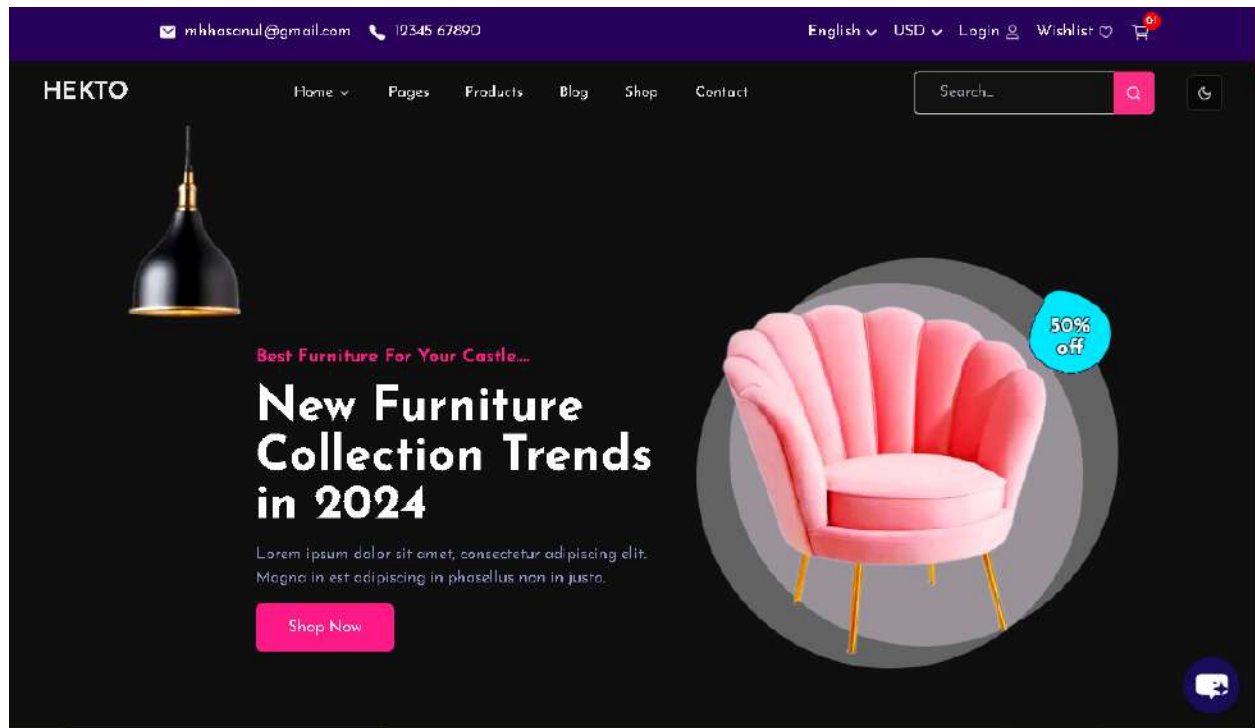 mhhasanul@gmail.com 12345 67890 English USD Login Wishlist 01
HEKTO Home Pages Products Blog Shop Contact Search...
50%
off
Best Furniture For Your Castle....
New Furniture
Collection Trends
in 2024
Lorem ipsum dolor sit amet, consectetur adipiscing elit.
Magna in est adipiscing in phasellus non in justo.
Shop Now